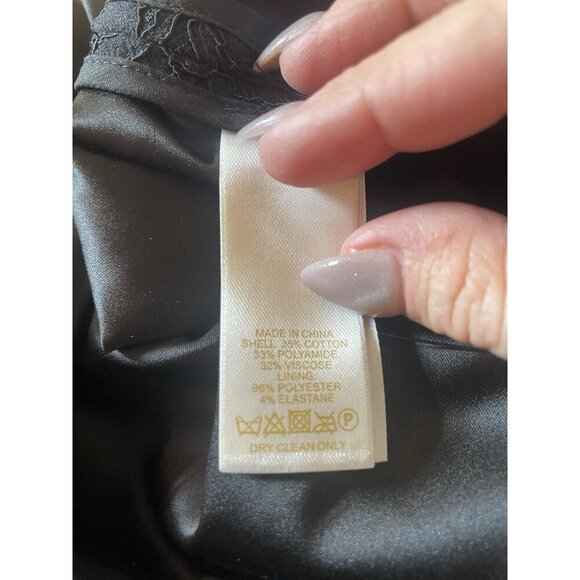 MADE IN CHINA
SHELL: 35% COTTON
33% POLYAMIDE
32% VISCOSE
LINING:
96% POLYESTER
4% ELASTANE
P
DRY CLEAN ONLY